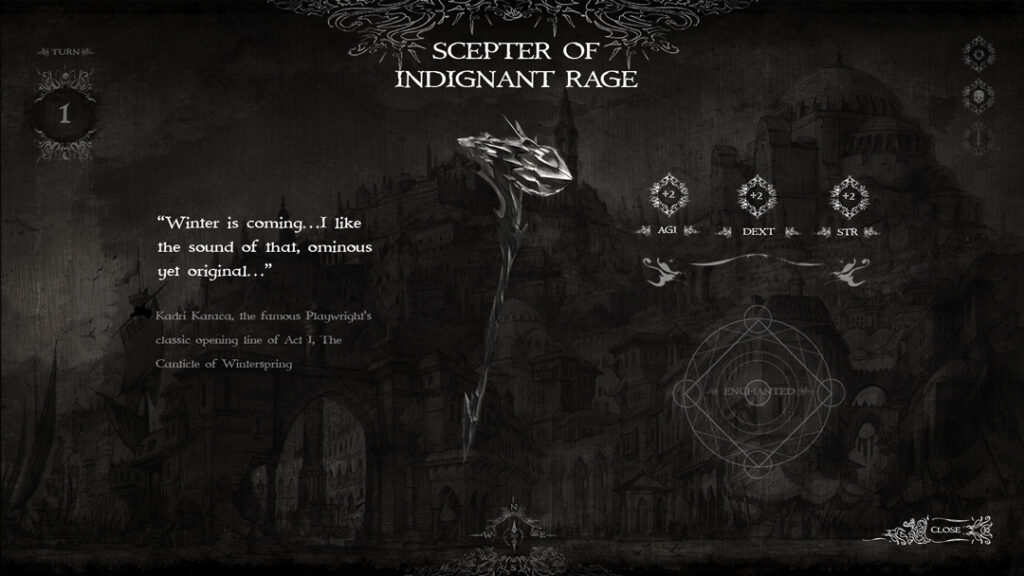 SCEPTER OF
INDIGNANT RAGE
TURN
1
"Winter is coming...I like
the sound of that, ominous
yet original..."
Kadri Karaca, the famous Playwright's
classic opening line of Act I, The
Canticle of Winterspring
+2
+2
+2
AGI
DEXT
STR
ENCHANTED
N
W
E
CLOSE